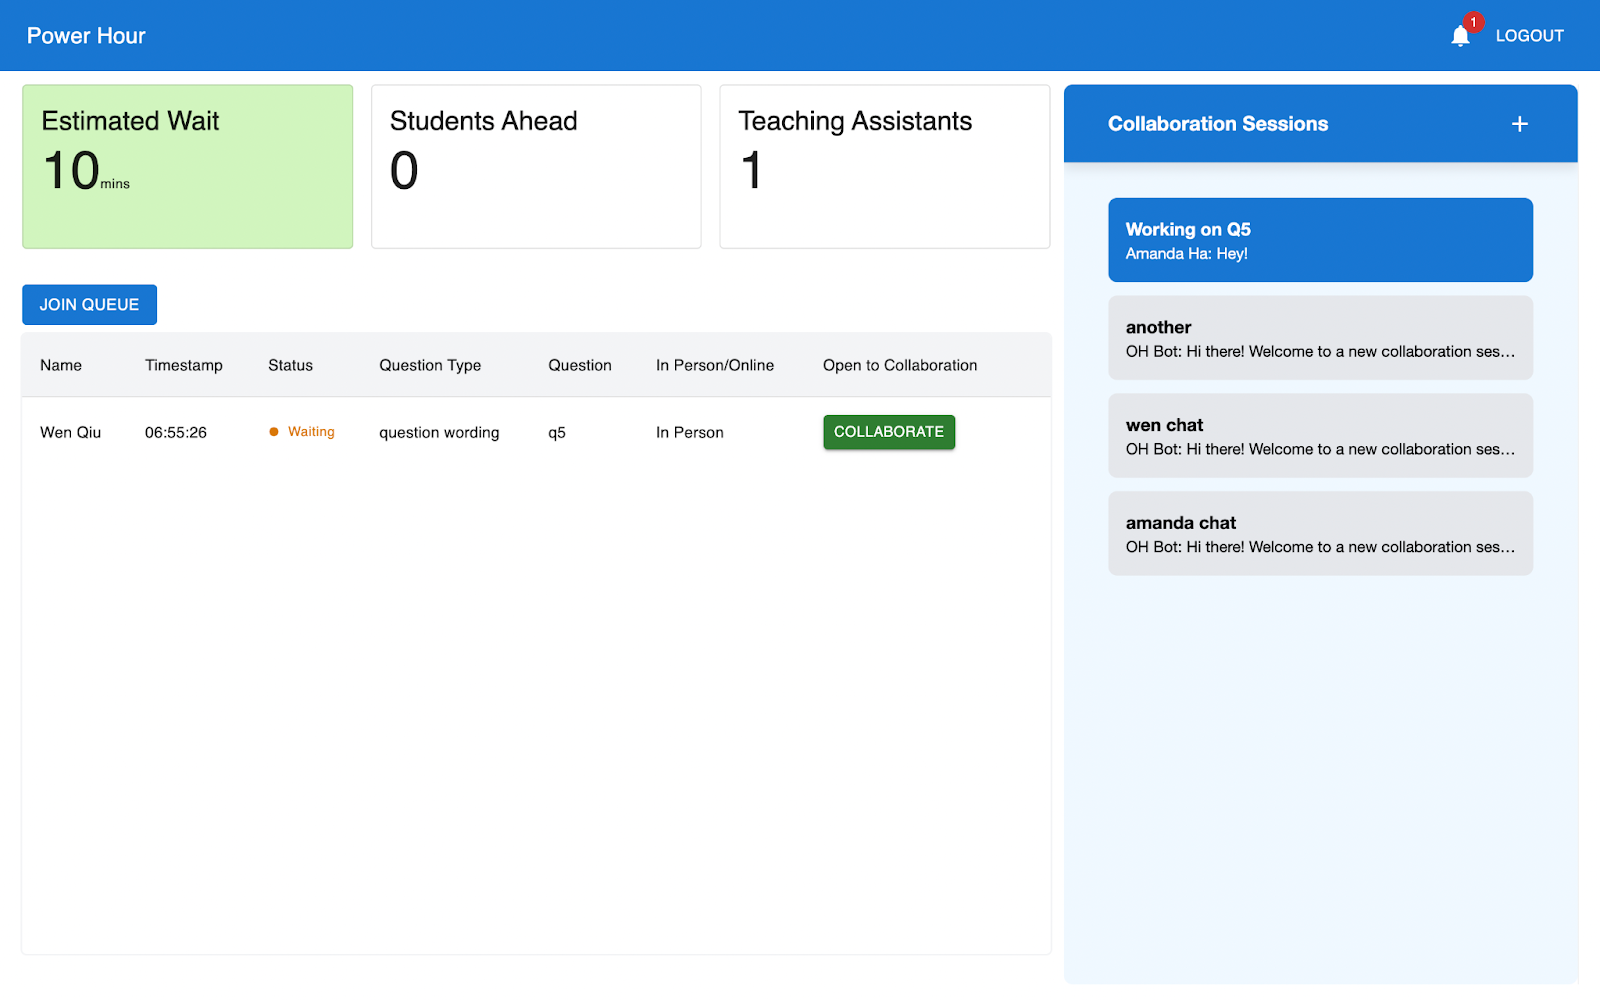 Power Hour
1
LOGOUT
Estimated Wait
10 mins
Students Ahead
0
Teaching Assistants
1
JOIN QUEUE
Name Timestamp Status Question Type Question In Person/Online Open to Collaboration
Wen Qiu 06:55:26 Waiting question wording q5 In Person COLLABORATE
Collaboration Sessions +
Working on Q5
Amanda Ha: Hey!
another
OH Bot: Hi there! Welcome to a new collaboration ses...
wen chat
OH Bot: Hi there! Welcome to a new collaboration ses...
amanda chat
OH Bot: Hi there! Welcome to a new collaboration ses...